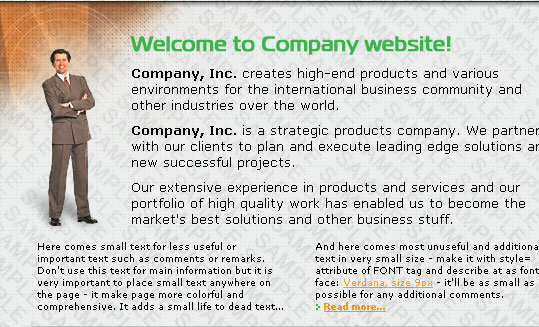 Welcome to Company website!
Company, Inc. creates high-end products and various
environments for the international business community and
other industries over the world.
Company, Inc. is a strategic products company. We partner
with our clients to plan and execute leading edge solutions a
new successful projects.
Our extensive experience in products and services and our
portfolio of high quality work has enabled us to become the
market's best solutions and other business stuff.
Here comes small text for less useful or
important text such as comments or remarks.
Don't use this text for main information but it is
very important to place small text anywhere on
the page - it make page more colorful and
comprehensive. It adds a small life to dead text...
And here comes most unuseful and additiona
text in very small size - make it with style=
attribute of FONT tag and describe at as font
face: Verdana, size 9px - it'll be as small as
possible for any additional comments.
> Read more...